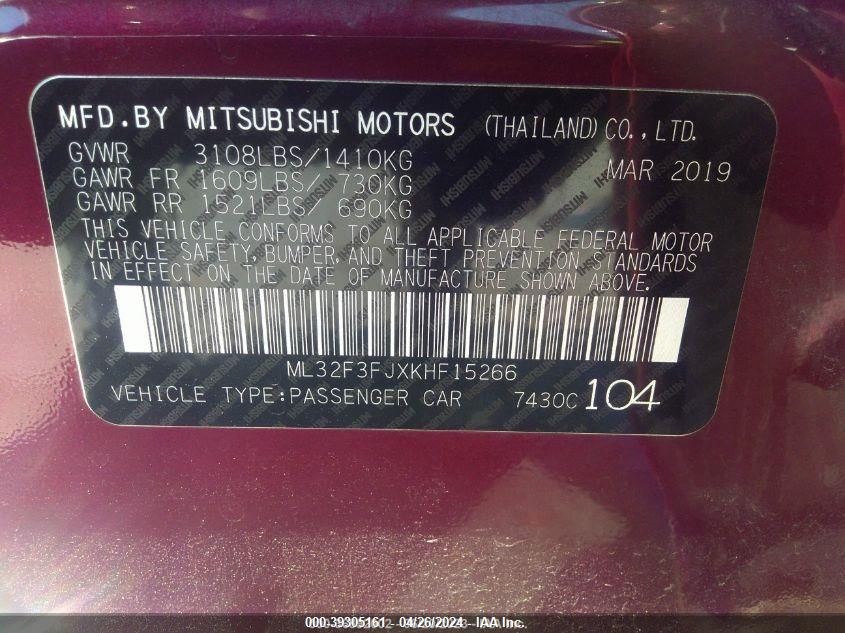 MFD.BY MITSUBISHI MOTORS (THAILAND) CO., LTD.
GVWR 3108LBS/1410KG MAR 2019
GAWR FR 1609LBS/ 730KG
GAWR RR 1521LBS/ 690KG
THIS VEHICLE CONFORMS TO ALL APPLICABLE FEDERAL MOTOR
VEHICLE SAFETY, BUMPER, AND THEFT PREVENTION STANDARDS
IN EFFECT ON THE DATE OF MANUFACTURE SHOWN ABOVE.
ML32F3FJXKHF15266
VEHICLE TYPE:PASSENGER CAR 7430C 104
000-39305161 - 04/26/2024 - IAA Inc.